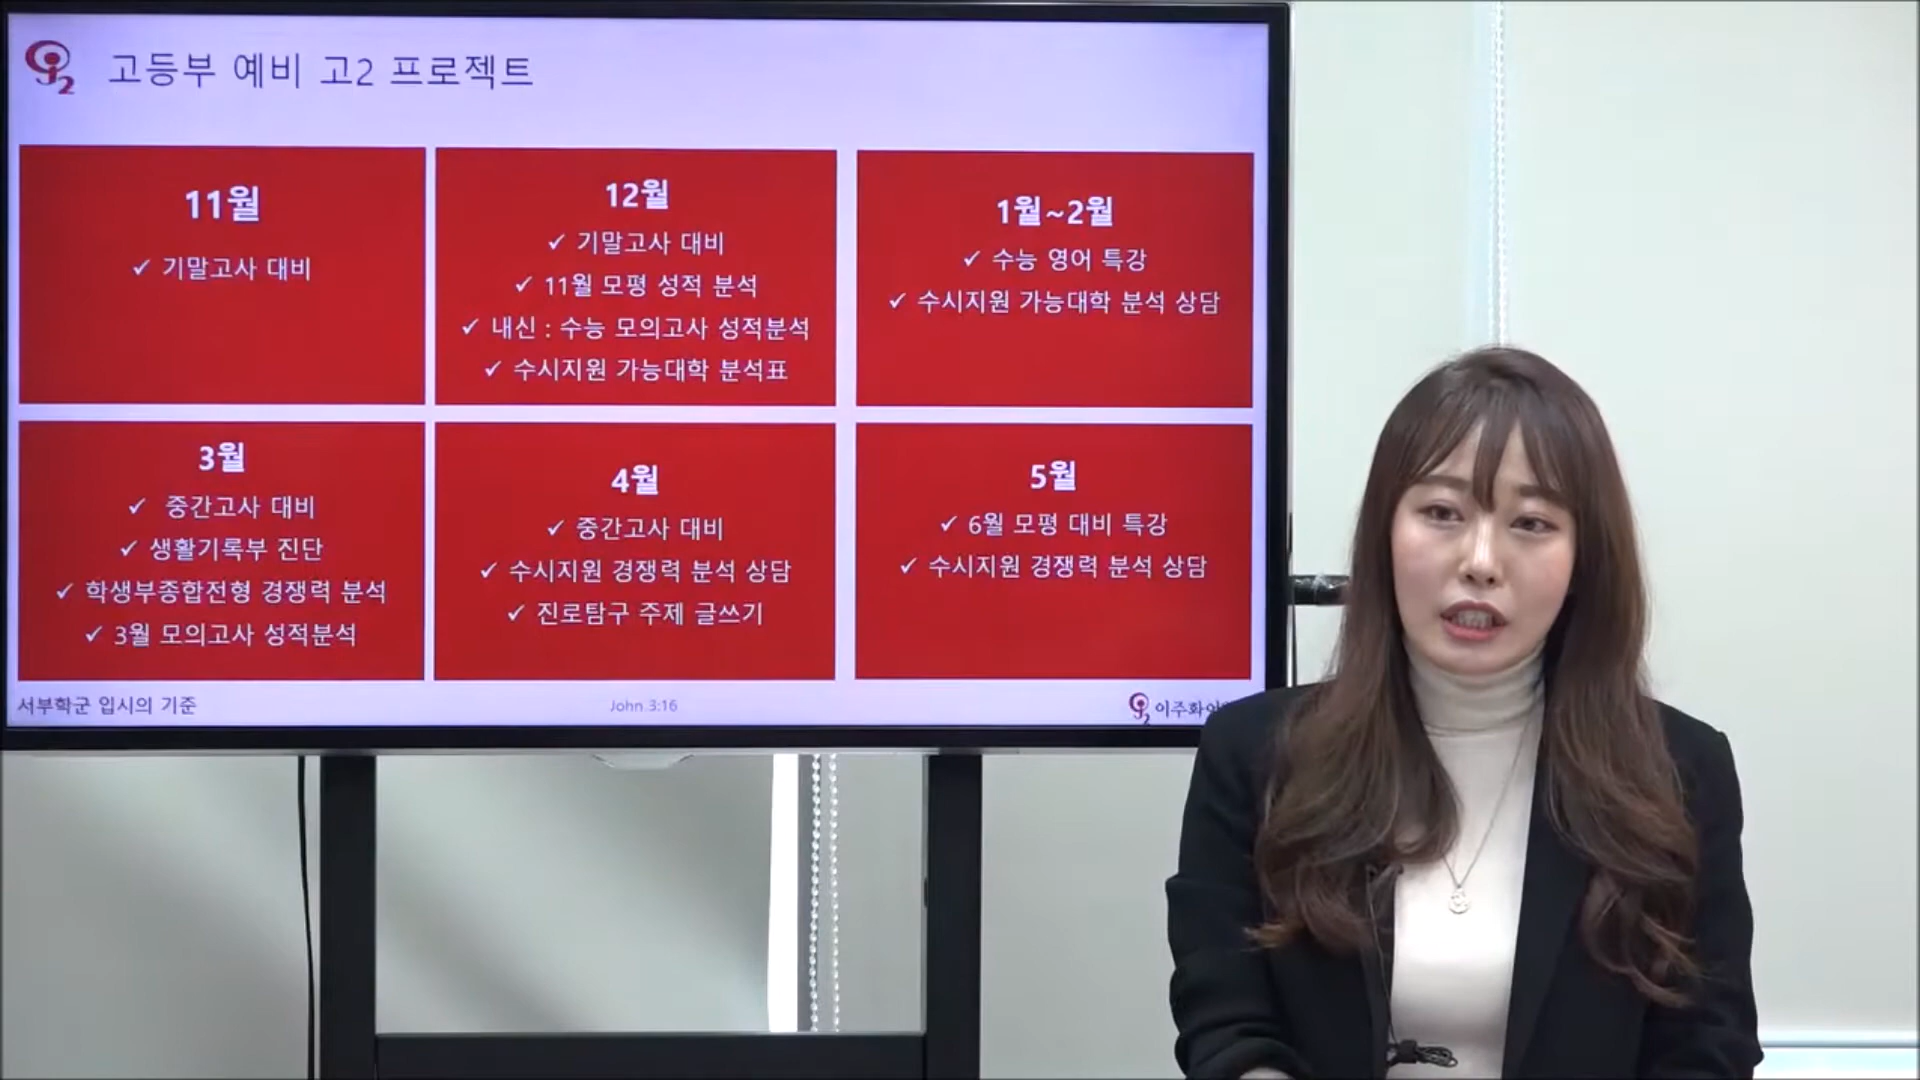 고등부 예비 고2 프로젝트
11월
✓ 기말고사 대비
12월
✓ 기말고사 대비
✓ 11월 모평 성적 분석
✓ 내신 : 수능 모의고사 성적분석
✓ 수시지원 가능대학 분석표
1월~2월
✓ 수능 영어 특강
✓ 수시지원 가능대학 분석 상담
3월
✓ 중간고사 대비
✓ 생활기록부 진단
✓ 학생부종합전형 경쟁력 분석
✓ 3월 모의고사 성적분석
4월
✓ 중간고사 대비
✓ 수시지원 경쟁력 분석 상담
✓ 진로탐구 주제 글쓰기
5월
✓ 6월 모평 대비 특강
✓ 수시지원 경쟁력 분석 상담
서부학군 입시의 기준
John 3:16
이주화